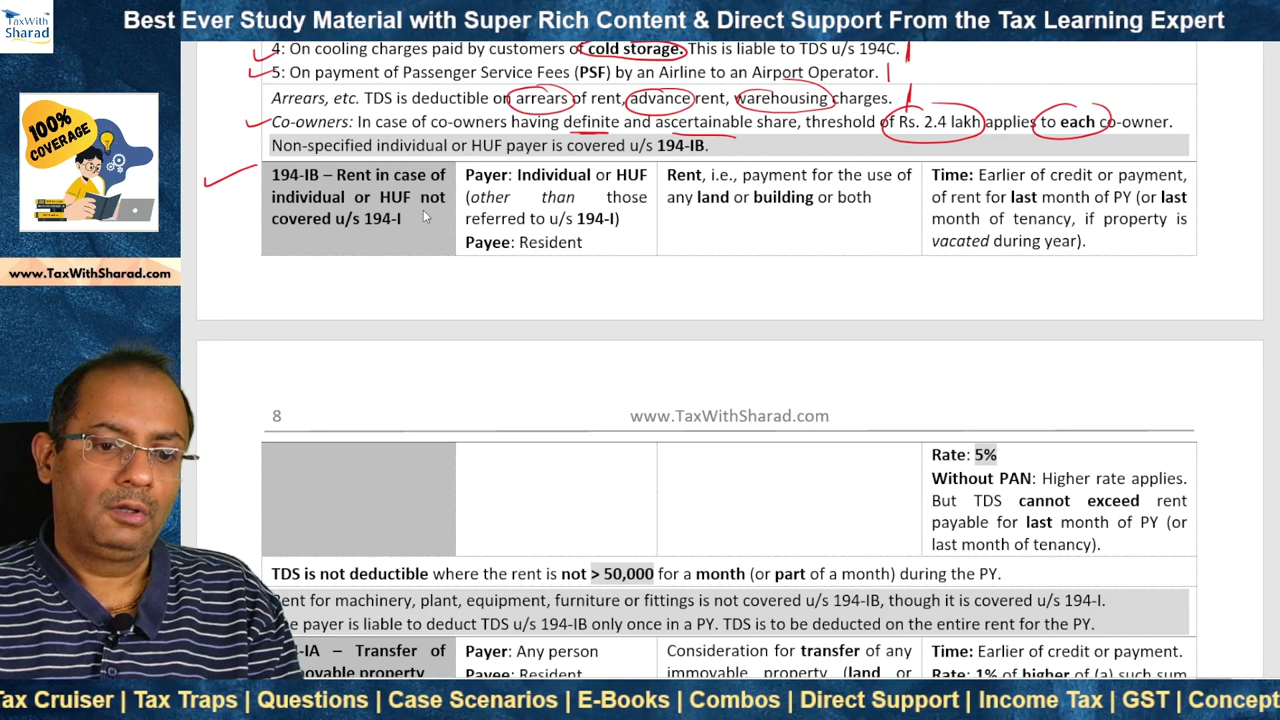 TaxWith
Sharad
Best Ever Study Material with Super Rich Content & Direct Support From the Tax Learning Expert
100%
COVERAGE
www.TaxWithSharad.com
4: On cooling charges paid by customers of cold storage. This is liable to TDS u/s 194C.
5: On payment of Passenger Service Fees (PSF) by an Airline to an Airport Operator.
Arrears, etc. TDS is deductible on arrears of rent, advance rent, warehousing charges.
Co-owners: In case of co-owners having definite and ascertainable share, threshold of Rs. 2.4 lakh applies to each co-owner.
Non-specified individual or HUF payer is covered u/s 194-IB.
194-IB – Rent in case of
individual or HUF not
covered u/s 194-I
Payer: Individual or HUF
(other than those
referred to u/s 194-I)
Payee: Resident
Rent, i.e., payment for the use of
any land or building or both
Time: Earlier of credit or payment,
of rent for last month of PY (or last
month of tenancy, if property is
vacated during year).
8
www.TaxWithSharad.com
Rate: 5%
Without PAN: Higher rate applies.
But TDS cannot exceed rent
payable for last month of PY (or
last month of tenancy).
TDS is not deductible where the rent is not > 50,000 for a month (or part of a month) during the PY.
ent for machinery, plant, equipment, furniture or fittings is not covered u/s 194-IB, though it is covered u/s 194-I.
e payer is liable to deduct TDS u/s 194-IB only once in a PY. TDS is to be deducted on the entire rent for the PY.
-IA – Transfer of
movable property
Payer: Any person
Payee: Resident
Consideration for transfer of any
immovable property (land or
Time: Earlier of credit or payment.
Rate: 1% of higher of (a) such sum
Tax Cruiser | Tax Traps | Questions | Case Scenarios | E-Books | Combos | Direct Support | Income Tax | GST | Concept